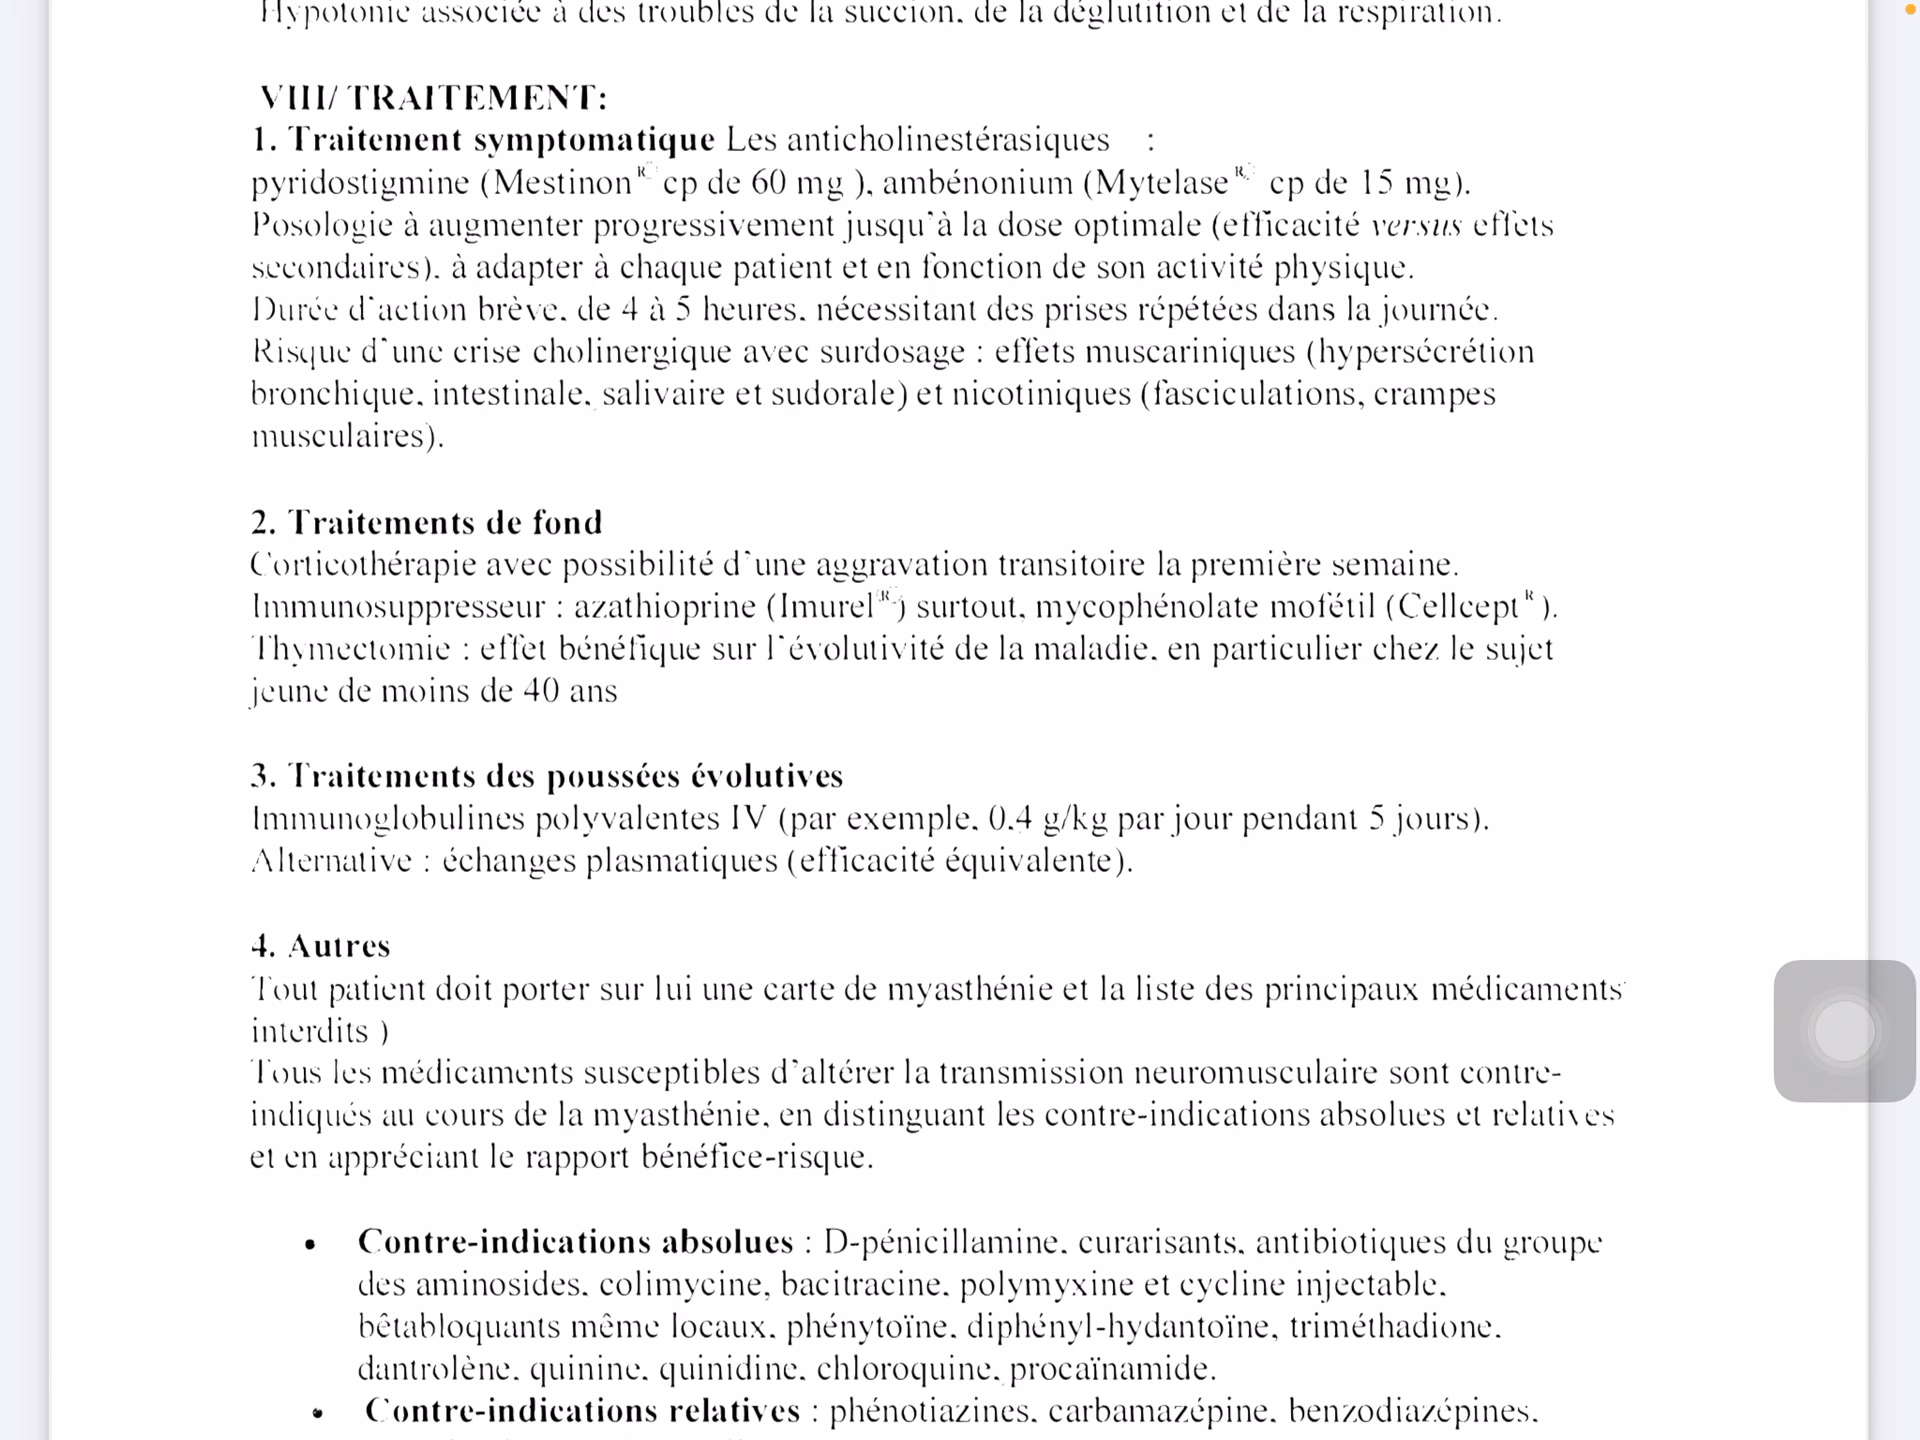 Hypotonie associée à des troubles de la succion, de la déglutition et de la respiration.
VIII/ TRAITEMENT:
1. Traitement symptomatique Les anticholinestérasiques :
pyridostigmine (Mestinon® cp de 60 mg ), ambénonium (Mytelase® cp de 15 mg).
Posologie à augmenter progressivement jusqu'à la dose optimale (efficacité versus effets
secondaires), à adapter à chaque patient et en fonction de son activité physique.
Durée d'action brève, de 4 à 5 heures, nécessitant des prises répétées dans la journée.
Risque d'une crise cholinergique avec surdosage : effets muscariniques (hypersécrétion
bronchique, intestinale, salivaire et sudorale) et nicotiniques (fasciculations, crampes
musculaires).
2. Traitements de fond
Corticothérapie avec possibilité d'une aggravation transitoire la première semaine.
Immunosuppresseur : azathioprine (Imurel®) surtout, mycophénolate mofétil (Cellcept®).
Thymectomie : effet bénéfique sur l'évolutivité de la maladie, en particulier chez le sujet
jeune de moins de 40 ans
3. Traitements des poussées évolutives
Immunoglobulines polyvalentes IV (par exemple, 0,4 g/kg par jour pendant 5 jours).
Alternative : échanges plasmatiques (efficacité équivalente).
4. Autres
Tout patient doit porter sur lui une carte de myasthénie et la liste des principaux médicaments
interdits )
Tous les médicaments susceptibles d'altérer la transmission neuromusculaire sont contre-
indiqués au cours de la myasthénie, en distinguant les contre-indications absolues et relatives
et en appréciant le rapport bénéfice-risque.
• Contre-indications absolues : D-pénicillamine, curarisants, antibiotiques du groupe
des aminosides, colimycine, bacitracine, polymyxine et cycline injectable,
bêtabloquants même locaux, phénytoïne, diphényl-hydantoïne, triméthadione,
dantrolène, quinine, quinidine, chloroquine, procaïnamide.
• Contre-indications relatives : phénotiazines, carbamazépine, benzodiazépines,